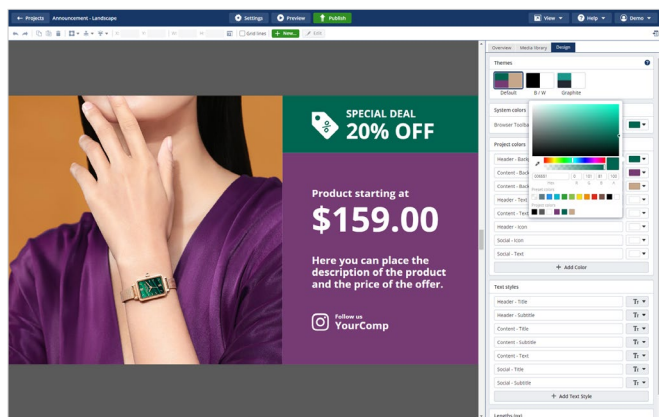 ← Projects
Announcement - Landscape
Settings
Preview
Publish
View
Help
Demo
Grid lines
+ New...
Edit
Overview
Media library
Design
Themes
Default
B / W
Graphite
System colors
Browser Toolba
Project colors
Header - Backg
Content - Back
Content - Back
Header - Text
Content - Text
Header - Icon
Social - Icon
Social - Text
+ Add Color
Text styles
Header - Title
Header - Subtitle
Content - Title
Content - Subtitle
Content - Text
Social - Title
Social - Subtitle
+ Add Text Style
Lengths (px)
SPECIAL DEAL
20% OFF
Product starting at
$159.00
Here you can place the
description of the product
and the price of the offer.
Follow us
YourComp